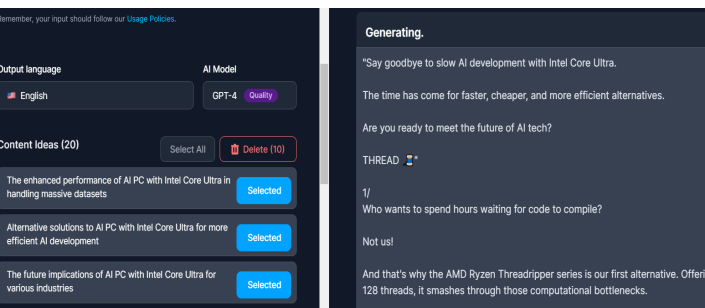 Remember, your input should follow our Usage Policies.
Output language
AI Model
English
GPT-4 Quality
Content Ideas (20)
Select All
Delete (10)
The enhanced performance of AI PC with Intel Core Ultra in
handling massive datasets
Selected
Alternative solutions to AI PC with Intel Core Ultra for more
efficient AI development
Selected
The future implications of AI PC with Intel Core Ultra for
various industries
Selected
Generating.
"Say goodbye to slow AI development with Intel Core Ultra.
The time has come for faster, cheaper, and more efficient alternatives.
Are you ready to meet the future of AI tech?
THREAD 🧵"
1/
Who wants to spend hours waiting for code to compile?
Not us!
And that's why the AMD Ryzen Threadripper series is our first alternative. Offeri
128 threads, it smashes through those computational bottlenecks.